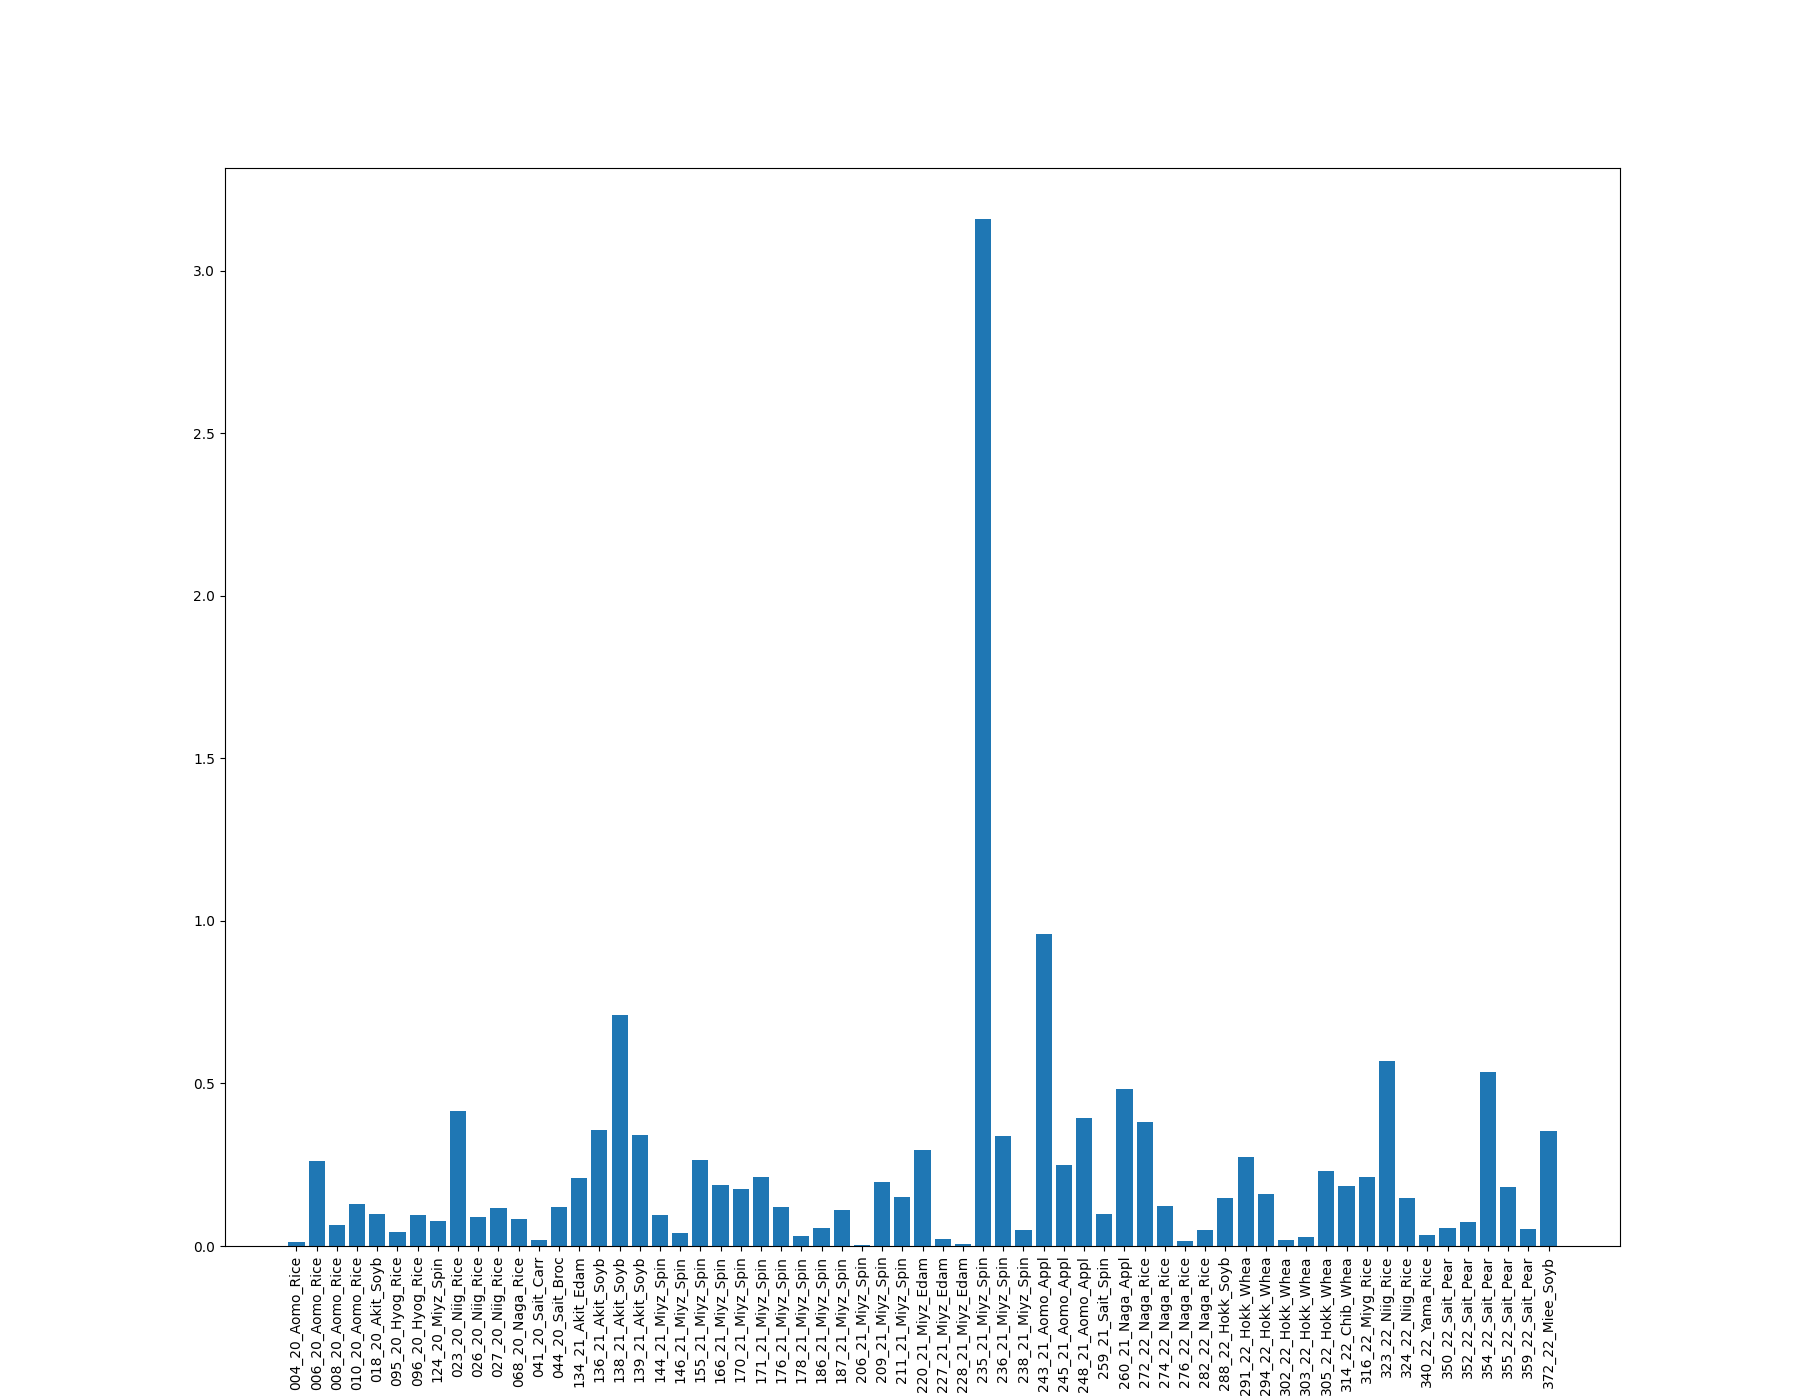 3.0
2.5
2.0
1.5
1.0
0.5
0.0
004_20_Aomo_Rice
006_20_Aomo_Rice
008_20_Aomo_Rice
010_20_Aomo_Rice
018_20_Akit_Soyb
095_20_Hyog_Rice
096_20_Hyog_Rice
124_20_Miyz_Spin
023_20_Niig_Rice
026_20_Niig_Rice
027_20_Niig_Rice
068_20_Naga_Rice
041_20_Sait_Carr
044_20_Sait_Broc
134_21_Akit_Edam
136_21_Akit_Soyb
138_21_Akit_Soyb
139_21_Akit_Soyb
144_21_Miyz_Spin
146_21_Miyz_Spin
155_21_Miyz_Spin
166_21_Miyz_Spin
170_21_Miyz_Spin
171_21_Miyz_Spin
176_21_Miyz_Spin
178_21_Miyz_Spin
186_21_Miyz_Spin
187_21_Miyz_Spin
206_21_Miyz_Spin
209_21_Miyz_Spin
211_21_Miyz_Spin
220_21_Miyz_Edam
227_21_Miyz_Edam
228_21_Miyz_Edam
235_21_Miyz_Spin
236_21_Miyz_Spin
238_21_Miyz_Spin
243_21_Aomo_Appl
245_21_Aomo_Appl
248_21_Aomo_Appl
259_21_Sait_Spin
260_21_Naga_Appl
272_22_Naga_Rice
274_22_Naga_Rice
276_22_Naga_Rice
282_22_Naga_Rice
288_22_Hokk_Soyb
291_22_Hokk_Whea
294_22_Hokk_Whea
302_22_Hokk_Whea
303_22_Hokk_Whea
305_22_Hokk_Whea
314_22_Chib_Whea
316_22_Miyg_Rice
323_22_Niig_Rice
324_22_Niig_Rice
340_22_Yama_Rice
350_22_Sait_Pear
352_22_Sait_Pear
354_22_Sait_Pear
355_22_Sait_Pear
359_22_Sait_Pear
372_22_Miee_Soyb